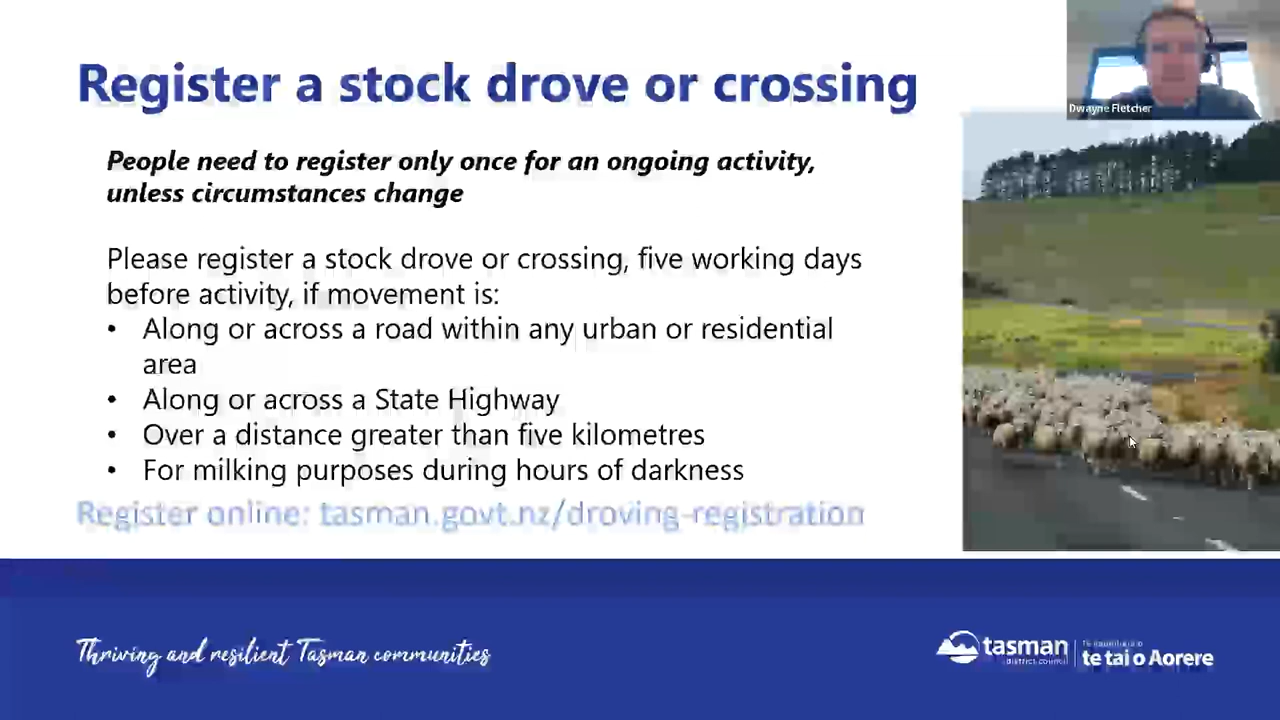 Register a stock drove or crossing
Dwayne Fletcher
People need to register only once for an ongoing activity,
unless circumstances change
Please register a stock drove or crossing, five working days
before activity, if movement is:
• Along or across a road within any urban or residential
area
• Along or across a State Highway
• Over a distance greater than five kilometres
• For milking purposes during hours of darkness
Register online: tasman.govt.nz/droving-registration
Thriving and resilient Tasman communities
tasman
district council
te tai o Aorere